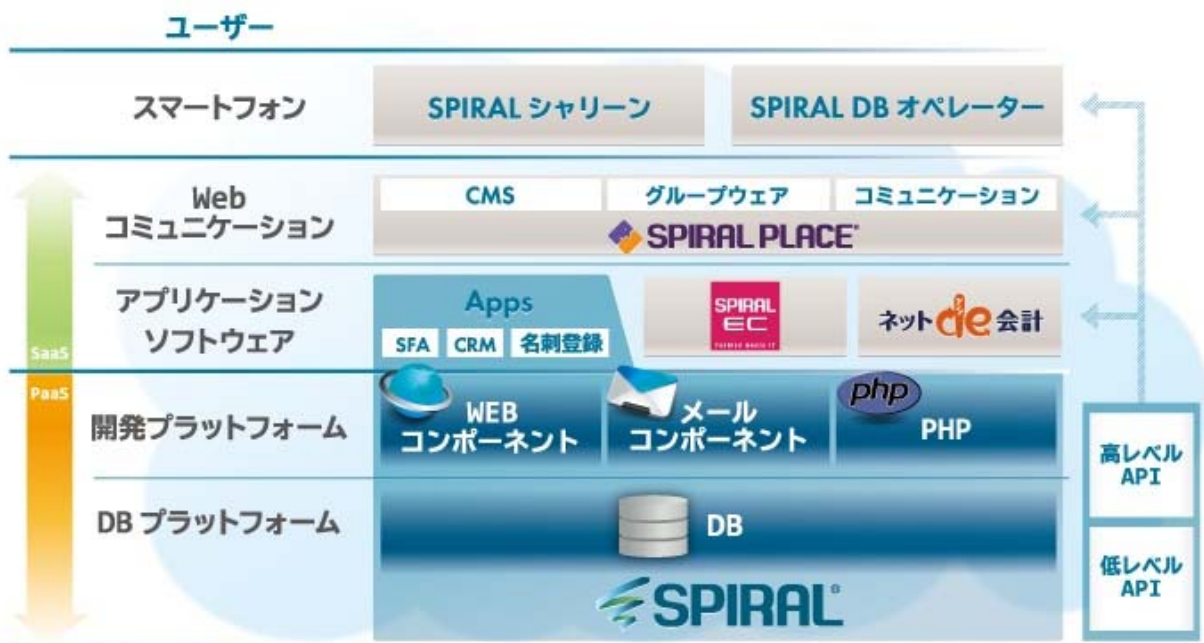 ユーザー
スマートフォン
SPIRAL シャリーン
SPIRAL DB オペレーター
Web
コミュニケーション
CMS
グループウェア
コミュニケーション
SPIRAL PLACE®
アプリケーション
ソフトウェア
Apps
SFA
CRM
名刺登録
SPIRAL
EC
ネットde会計
SaaS
PaaS
開発プラットフォーム
WEB
コンポーネント
メール
コンポーネント
php
PHP
高レベル
API
DB プラットフォーム
DB
低レベル
API
SPIRAL®